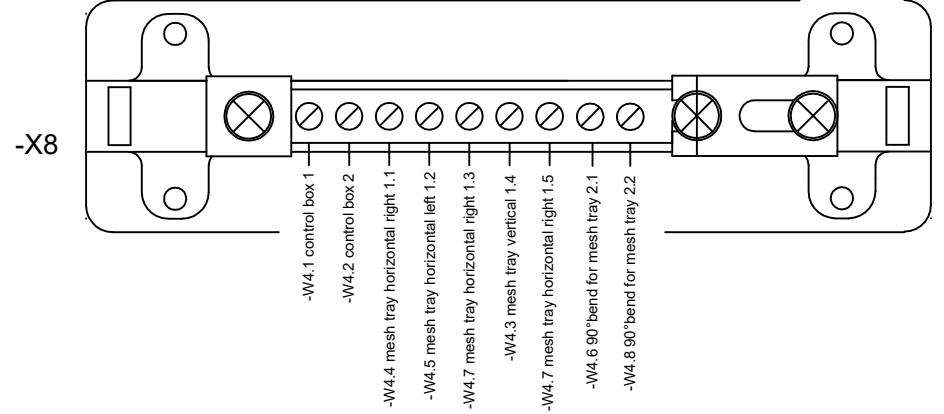 -X8
-W4.1 control box 1
-W4.2 control box 2
-W4.4 mesh tray horizontal right 1.1
-W4.5 mesh tray horizontal left 1.2
-W4.7 mesh tray horizontal right 1.3
-W4.3 mesh tray vertical 1.4
-W4.7 mesh tray horizontal right 1.5
-W4.6 90°bend for mesh tray 2.1
-W4.8 90°bend for mesh tray 2.2